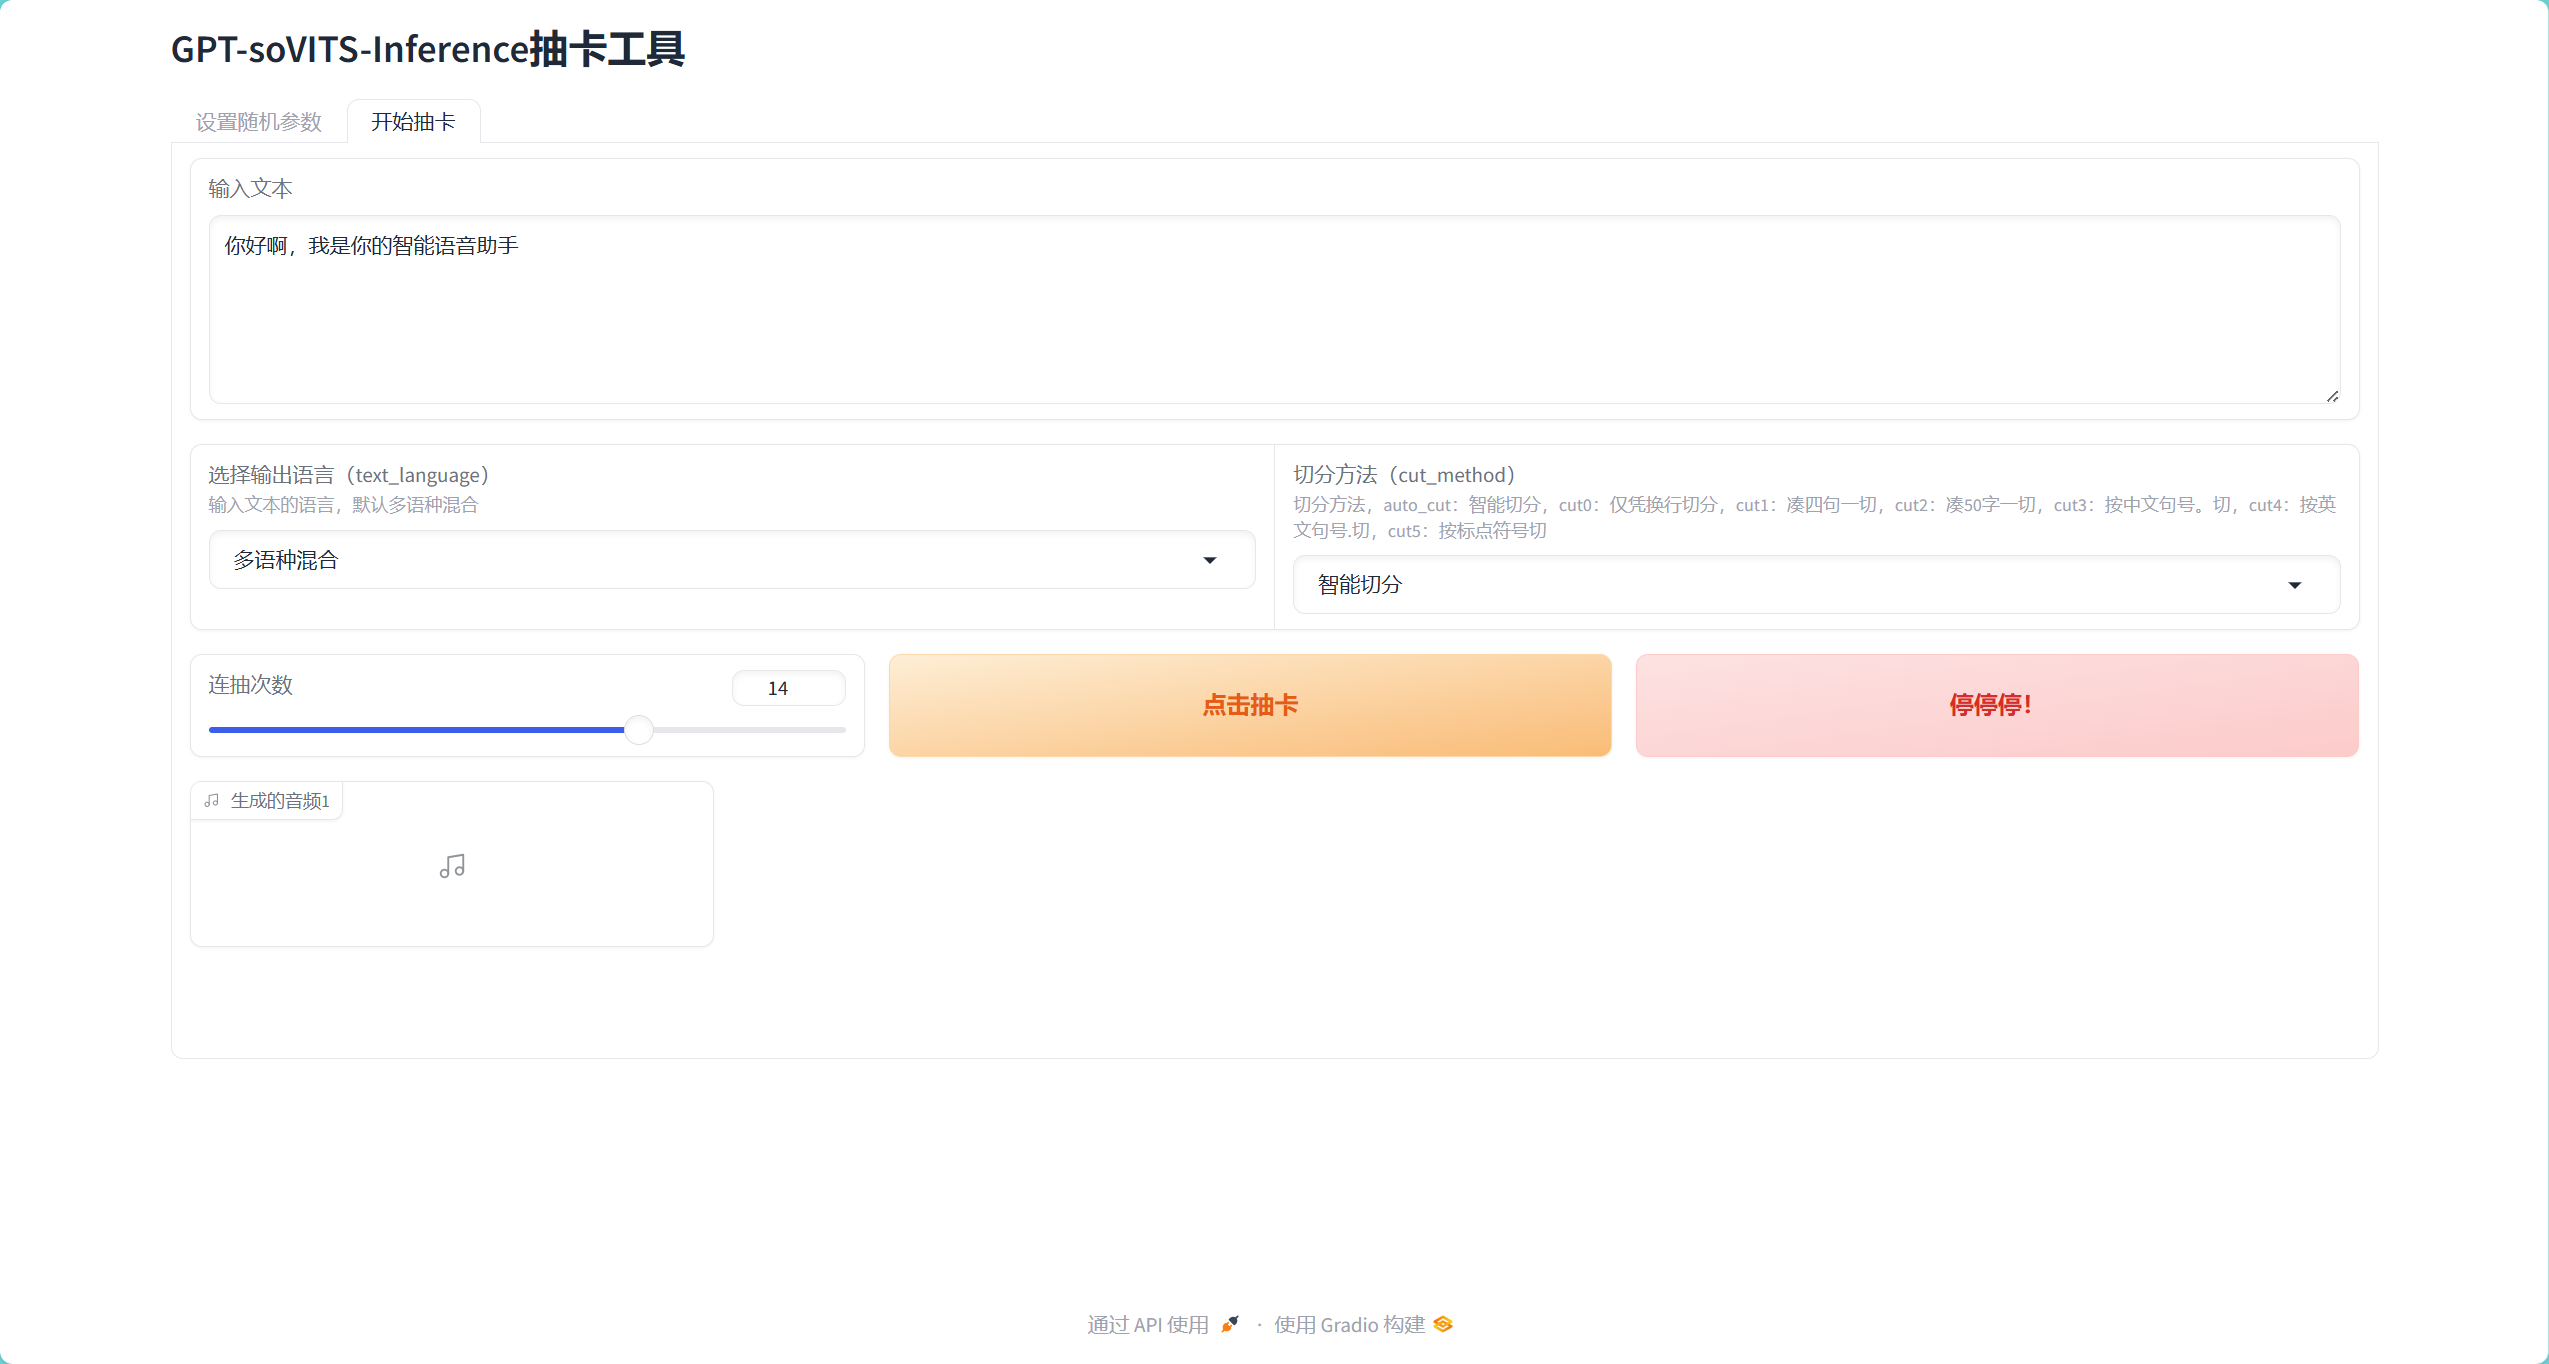 GPT-soVITS-Inference抽卡工具
设置随机参数
开始抽卡
输入文本
你好啊，我是你的智能语音助手
选择输出语言（text_language）
输入文本的语言，默认多语种混合
多语种混合
切分方法（cut_method）
切分方法，auto_cut：智能切分，cut0：仅凭换行切分，cut1：凑四句一切，cut2：凑50字一切，cut3：按中文句号。切，cut4：按英
文句号.切，cut5：按标点符号切
智能切分
连抽次数
14
点击抽卡
停停停！
生成的音频1
通过 API 使用 · 使用 Gradio 构建